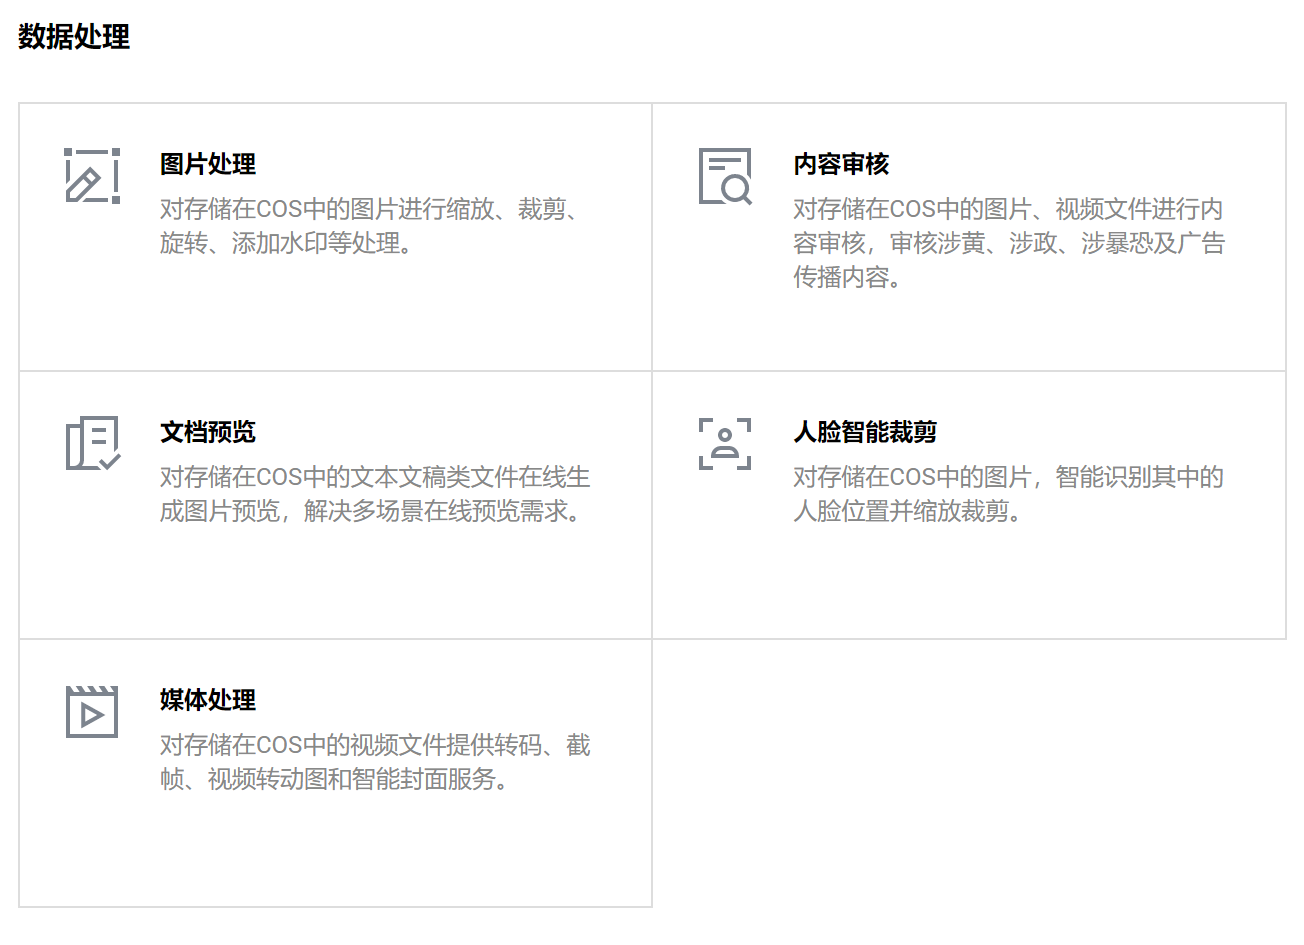 数据处理
图片处理
对存储在COS中的图片进行缩放、裁剪、
旋转、添加水印等处理。
内容审核
对存储在COS中的图片、视频文件进行内
容审核，审核涉黄、涉政、涉暴恐及广告
传播内容。
文档预览
对存储在COS中的文本文稿类文件在线生
成图片预览，解决多场景在线预览需求。
人脸智能裁剪
对存储在COS中的图片，智能识别其中的
人脸位置并缩放裁剪。
媒体处理
对存储在COS中的视频文件提供转码、截
帧、视频转动图和智能封面服务。